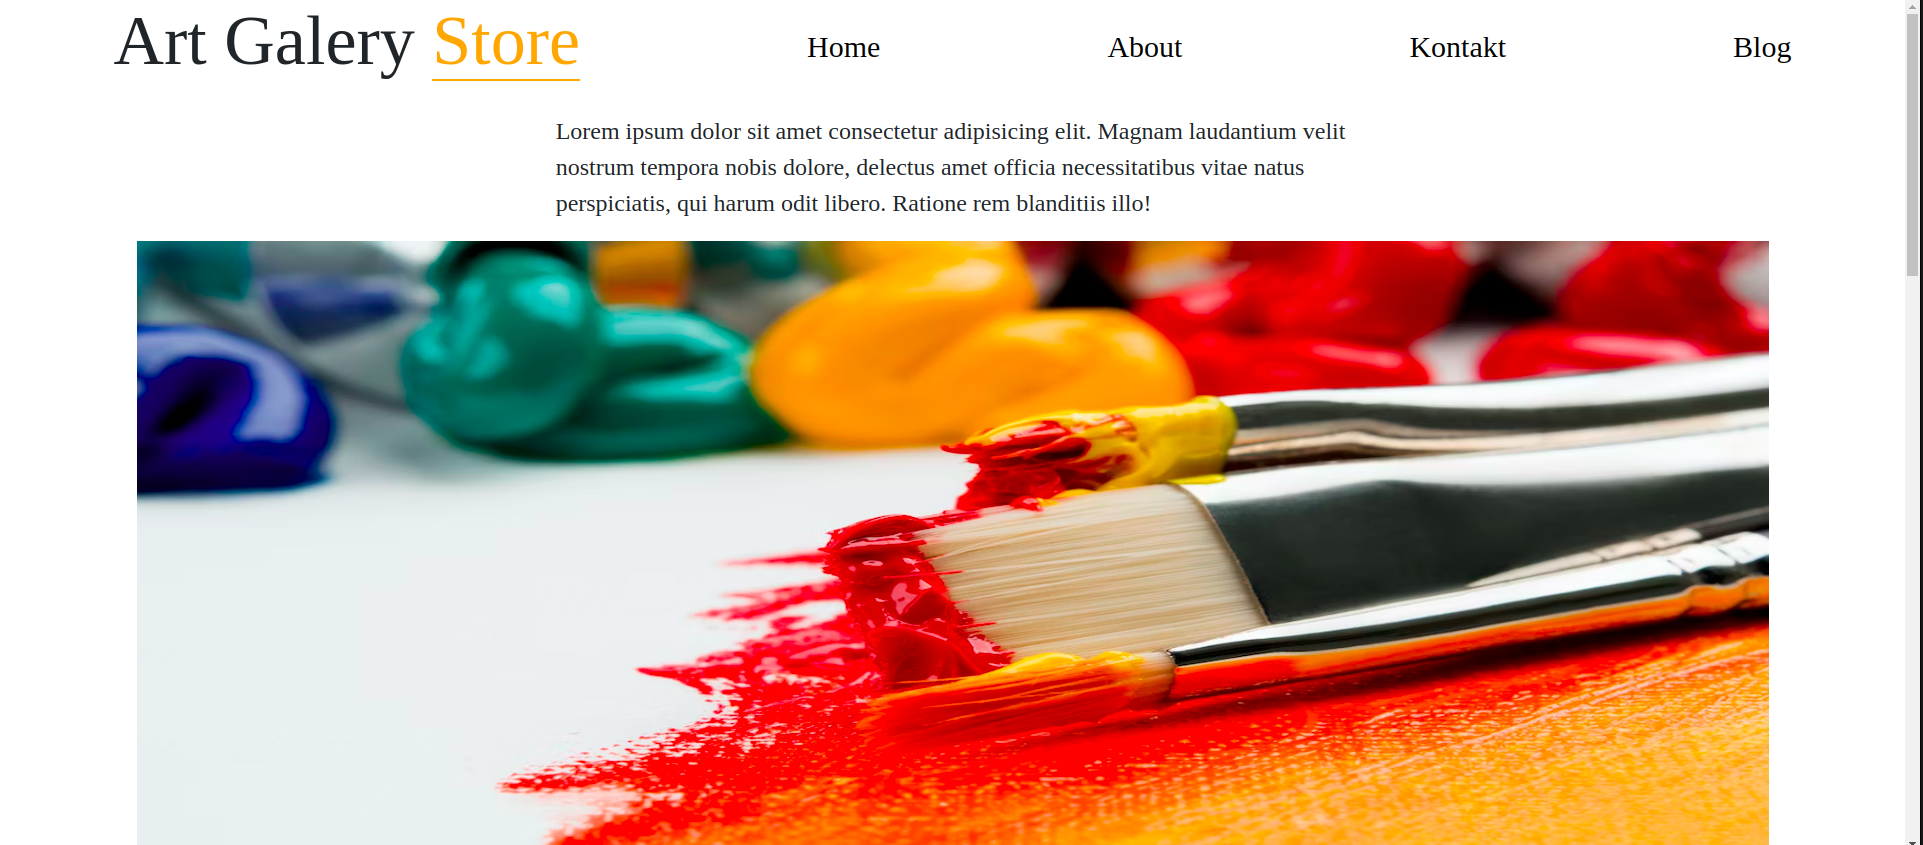 Art Galery Store
Home
About
Kontakt
Blog
Lorem ipsum dolor sit amet consectetur adipisicing elit. Magnam laudantium velit
nostrum tempora nobis dolore, delectus amet officia necessitatibus vitae natus
perspiciatis, qui harum odit libero. Ratione rem blanditiis illo!